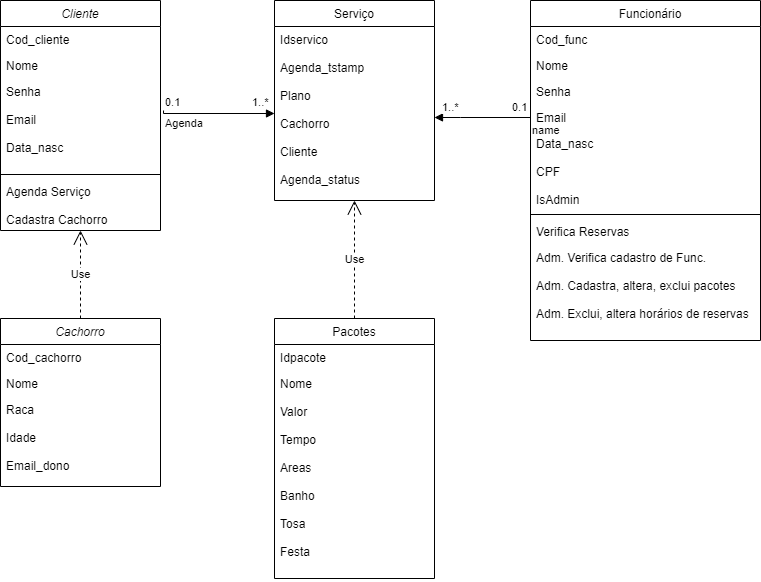 Cliente
Cod_cliente
Nome
Senha
Email
Data_nasc
Agenda Serviço
Cadastra Cachorro
0.1
1..*
Agenda
Serviço
Idservico
Agenda_tstamp
Plano
Cachorro
Cliente
Agenda_status
1..*
0.1
name
Funcionário
Cod_func
Nome
Senha
Email
Data_nasc
CPF
IsAdmin
Verifica Reservas
Adm. Verifica cadastro de Func.
Adm. Cadastra, altera, exclui pacotes
Adm. Exclui, altera horários de reservas
Use
Use
Cachorro
Cod_cachorro
Nome
Raca
Idade
Email_dono
Pacotes
Idpacote
Nome
Valor
Tempo
Areas
Banho
Tosa
Festa